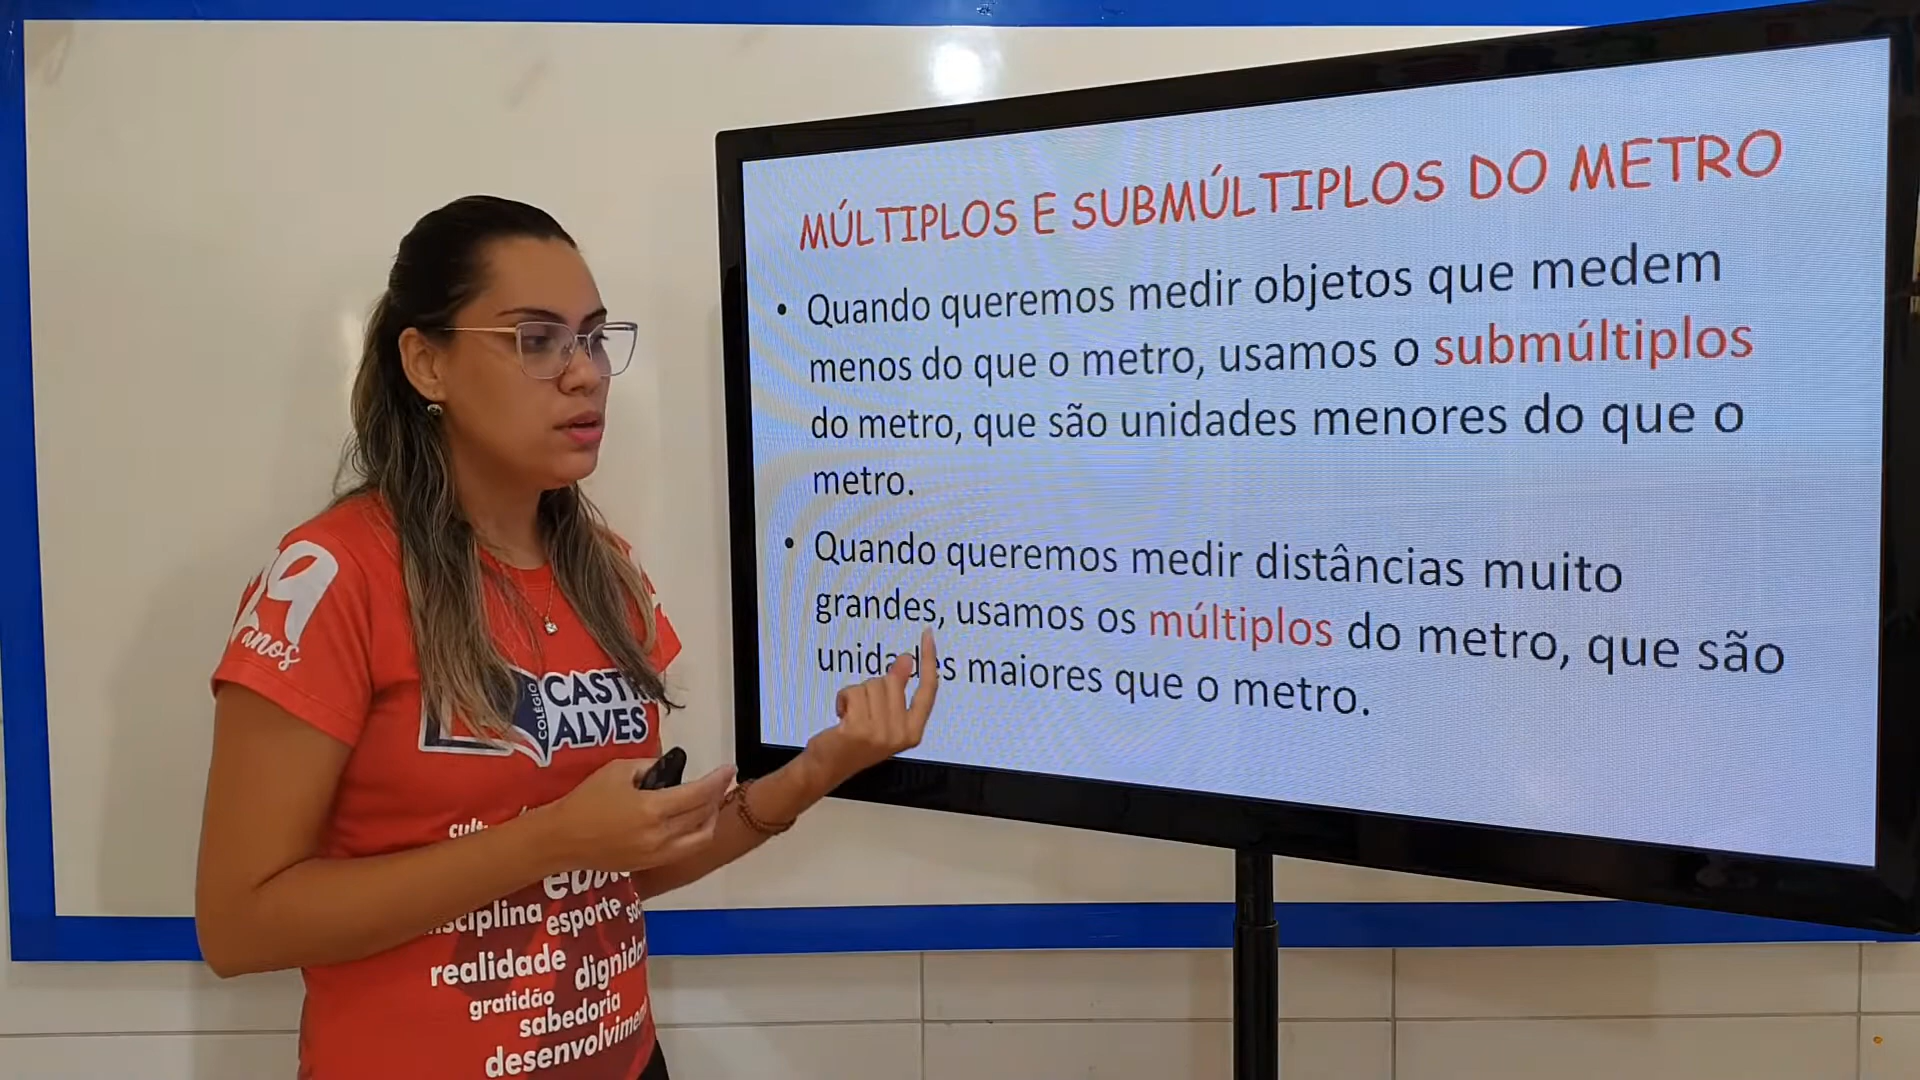 MÚLTIPLOS E SUBMÚLTIPLOS DO METRO
• Quando queremos medir objetos que medem
menos do que o metro, usamos o submúltiplos
do metro, que são unidades menores do que o
metro.
• Quando queremos medir distâncias muito
grandes, usamos os múltiplos do metro, que são
unidades maiores que o metro.
anos
COLÉGIO
CASTRO
ALVES
esporte
realidade
gratidão
sabedoria